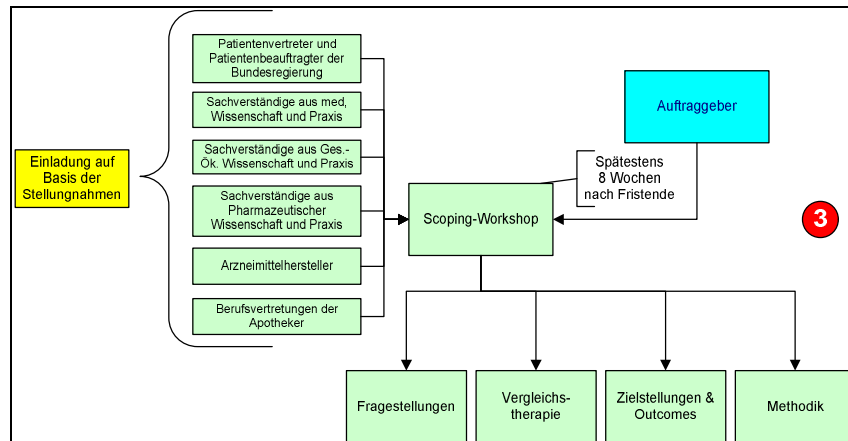 Patientenvertreter und
Patientenbeauftragter der
Bundesregierung
Sachverständige aus med,
Wissenschaft und Praxis
Einladung auf
Basis der
Stellungnahmen
Sachverständige aus Ges.-
Ök. Wissenschaft und Praxis
Sachverständige aus
Pharmazeutischer
Wissenschaft und Praxis
Arzneimittelhersteller
Berufsvertretungen der
Apotheker
Auftraggeber
Spätestens
8 Wochen
nach Fristende
Scoping-Workshop
3
Fragestellungen
Vergleichs-
therapie
Zielstellungen &
Outcomes
Methodik